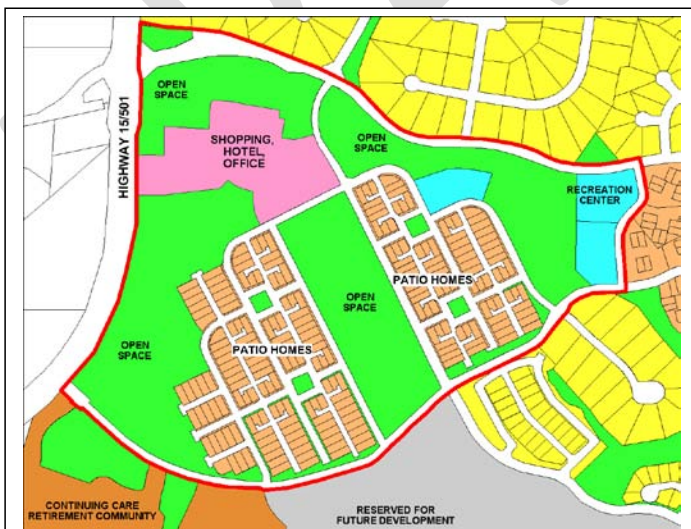 OPEN
SPACE
SHOPPING,
HOTEL,
OFFICE
OPEN
SPACE
HIGHWAY 15/501
RECREATION
CENTER
PATIO HOMES
OPEN
SPACE
OPEN
SPACE
PATIO HOMES
CONTINUING CARE
RETIREMENT COMMUNITY
RESERVED FOR
FUTURE DEVELOPMENT